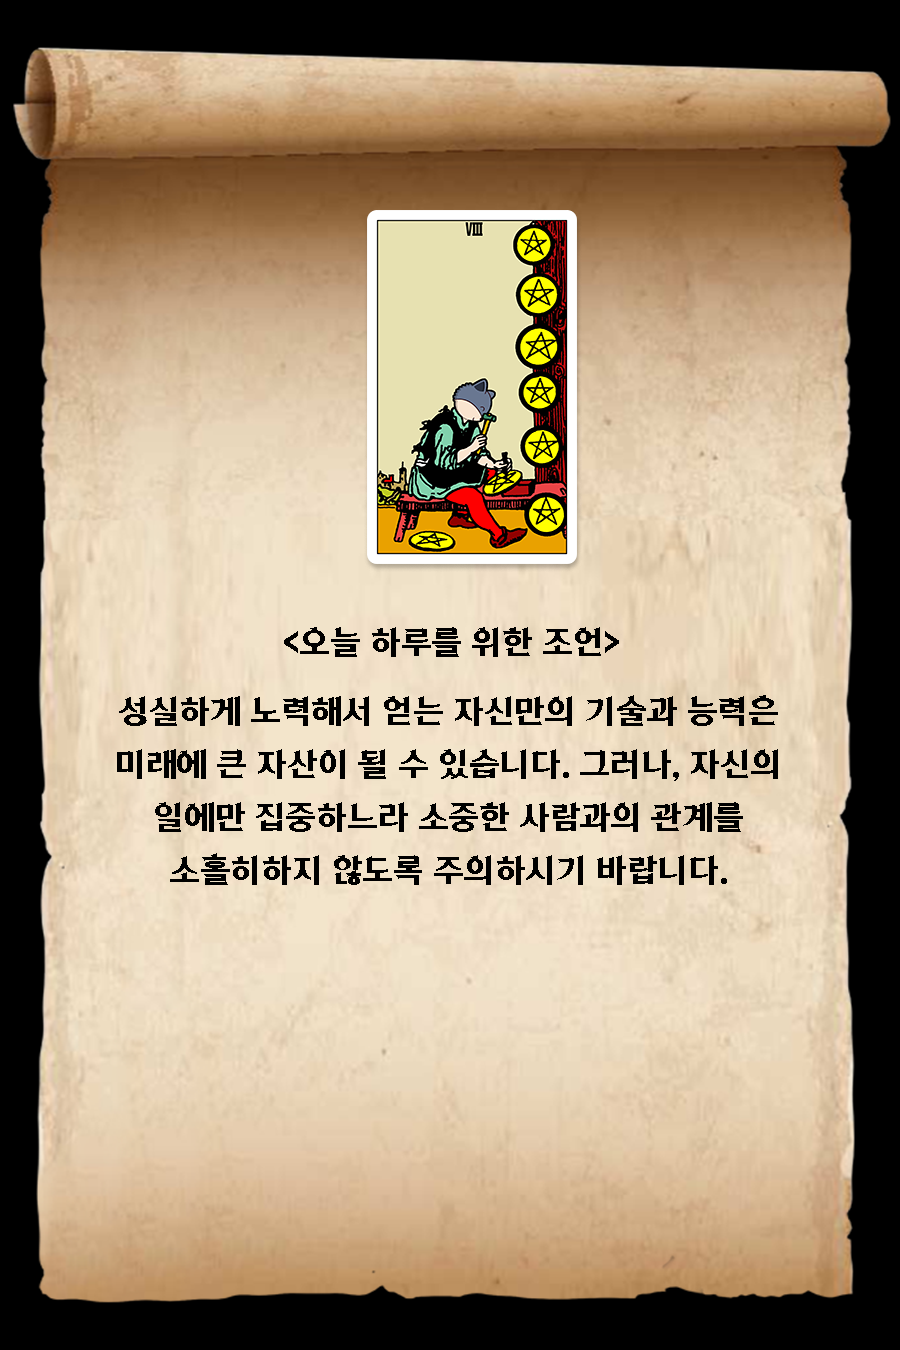 VIII
<오늘 하루를 위한 조언>
성실하게 노력해서 얻는 자신만의 기술과 능력은
미래에 큰 자산이 될 수 있습니다. 그러나, 자신의
일에만 집중하느라 소중한 사람과의 관계를
소홀히하지 않도록 주의하시기 바랍니다.